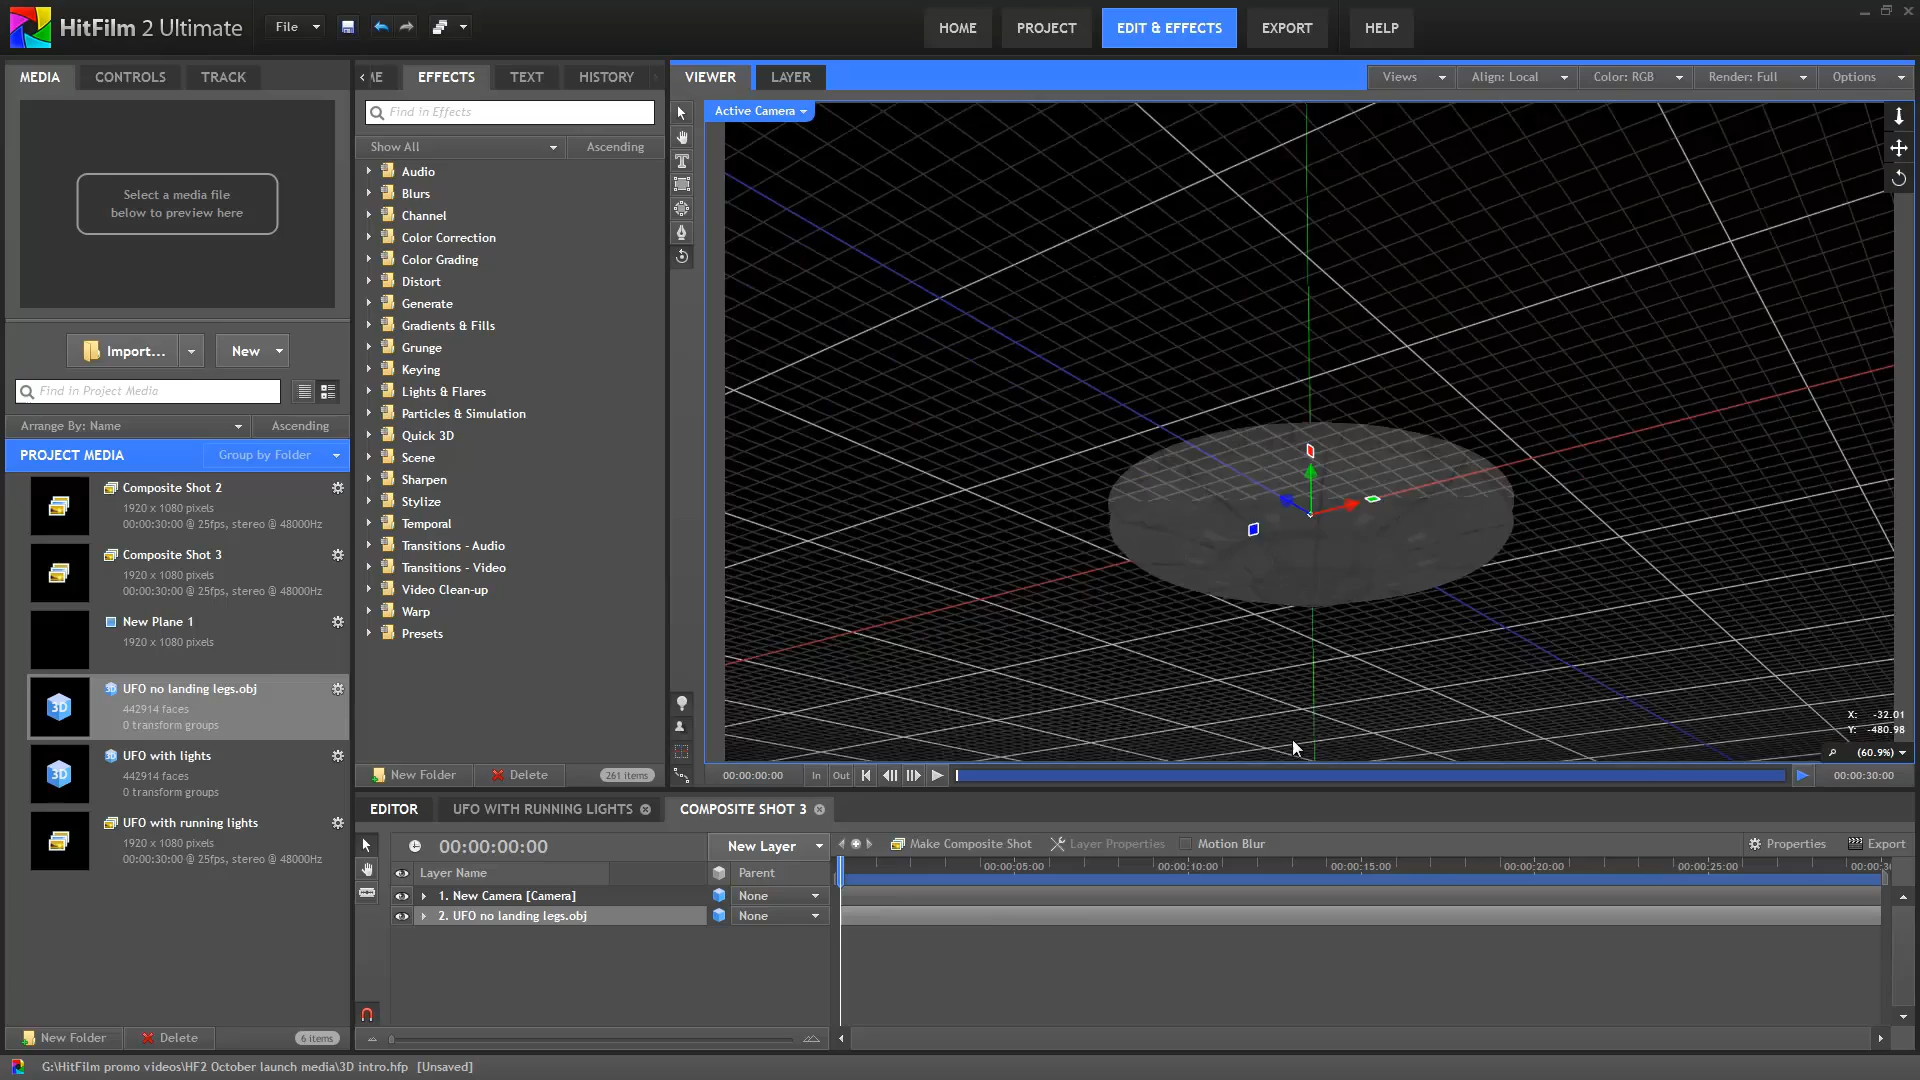 HitFilm 2 Ultimate
File
HOME
PROJECT
EDIT & EFFECTS
EXPORT
HELP
MEDIA
CONTROLS
TRACK
Select a media file
below to preview here
Import...
New
Find in Project Media
Arrange By: Name
Ascending
PROJECT MEDIA
Group by Folder
Composite Shot 2
1920 x 1080 pixels
00:00:30:00 @ 25fps, stereo @ 48000Hz
Composite Shot 3
1920 x 1080 pixels
00:00:30:00 @ 25fps, stereo @ 48000Hz
New Plane 1
1920 x 1080 pixels
3D
UFO no landing legs.obj
442914 faces
0 transform groups
3D
UFO with lights
442914 faces
0 transform groups
UFO with running lights
1920 x 1080 pixels
00:00:30:00 @ 25fps, stereo @ 48000Hz
New Folder
Delete
6 items
ME
EFFECTS
TEXT
HISTORY
Find in Effects
Show All
Ascending
Audio
Blurs
Channel
Color Correction
Color Grading
Distort
Generate
Gradients & Fills
Grunge
Keying
Lights & Flares
Particles & Simulation
Quick 3D
Scene
Sharpen
Stylize
Temporal
Transitions - Audio
Transitions - Video
Video Clean-up
Warp
Presets
New Folder
Delete
261 items
VIEWER
LAYER
Views
Align: Local
Color: RGB
Render: Full
Options
Active Camera
X: -32.01
Y: -480.98
(60.9%)
00:00:00:00
In
Out
00:00:30:00
EDITOR
UFO WITH RUNNING LIGHTS
COMPOSITE SHOT 3
00:00:00:00
New Layer
Make Composite Shot
Layer Properties
Motion Blur
Properties
Export
Layer Name
Parent
00:00:05:00
00:00:10:00
00:00:15:00
00:00:20:00
00:00:25:00
00:00:3
1. New Camera [Camera]
None
2. UFO no landing legs.obj
None
G:\HitFilm promo videos\HF2 October launch media\3D intro.hfp [Unsaved]